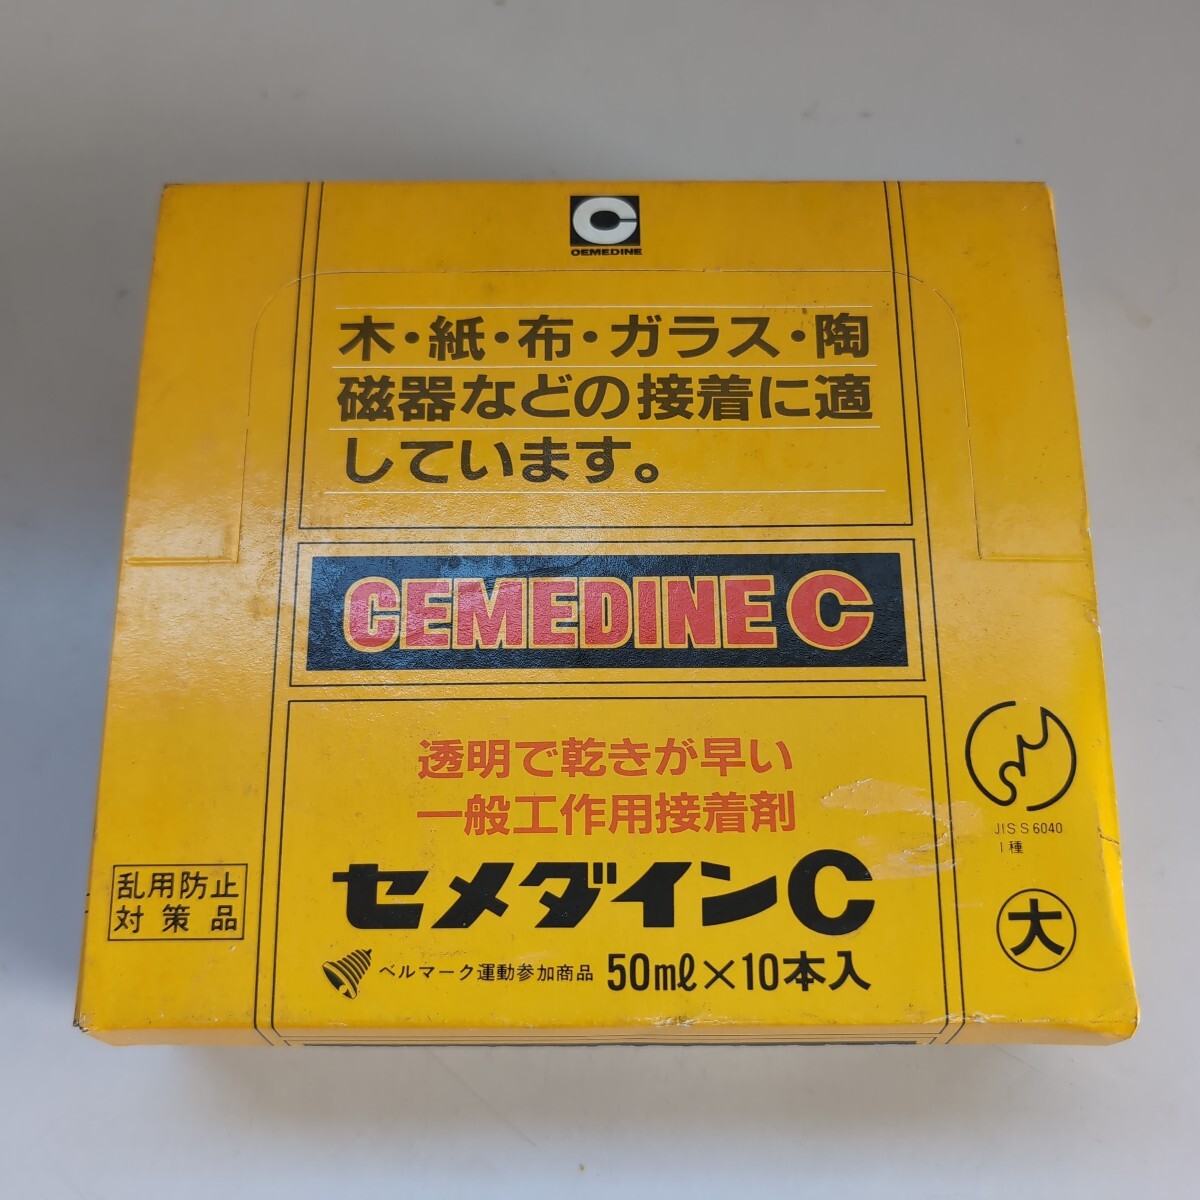 C
CEMEDINE
木・紙・布・ガラス・陶
磁器などの接着に適
しています。
CEMEDINE C
透明で乾きが早い
一般工作用接着剤
セメダインC
ベルマーク運動参加商品 50mℓ×10本入
乱用防止
対策品
JIS S 6040
I種
大